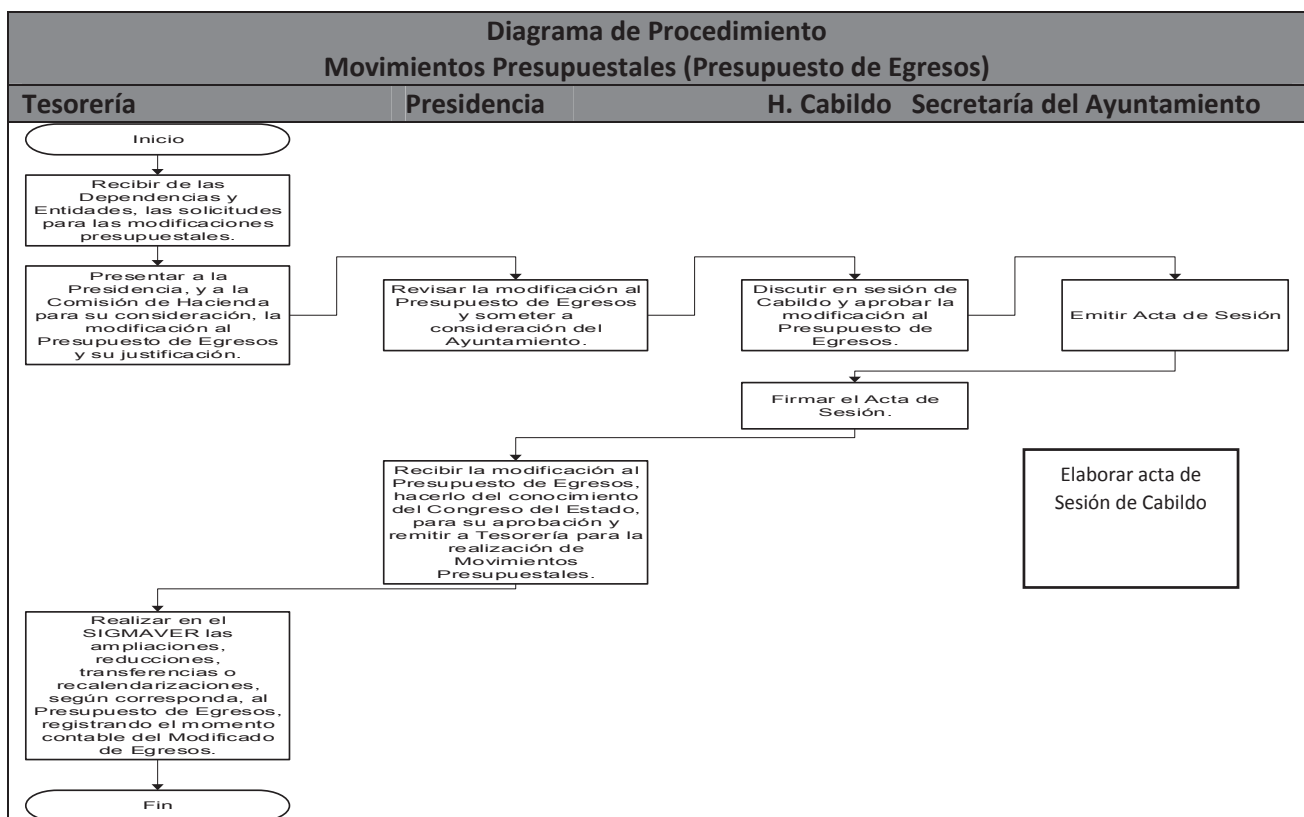 Diagrama de Procedimiento
Movimientos Presupuestales (Presupuesto de Egresos)
Tesorería Presidencia H. Cabildo Secretaría del Ayuntamiento
Inicio
Recibir de las
Dependencias y
Entidades, las solicitudes
para las modificaciones
presupuestales.
Presentar a la
Presidencia, y a la
Comisión de Hacienda
para su consideración, la
modificación al
Presupuesto de Egresos
y su justificación.
Revisar la modificación al
Presupuesto de Egresos
y someter a
consideración del
Ayuntamiento.
Discutir en sesión de
Cabildo y aprobar la
modificación al
Presupuesto de
Egresos.
Emitir Acta de Sesión
Firmar el Acta de
Sesión.
Recibir la modificación al
Presupuesto de Egresos,
hacerlo del conocimiento
del Congreso del Estado,
para su aprobación y
remitir a Tesorería para la
realización de
Movimientos
Presupuestales.
Elaborar acta de
Sesión de Cabildo
Realizar en el
SIGMAVER las
ampliaciones,
reducciones,
transferencias o
recalendarizaciones,
según corresponda, al
Presupuesto de Egresos,
registrando el momento
contable del Modificado
de Egresos.
Fin